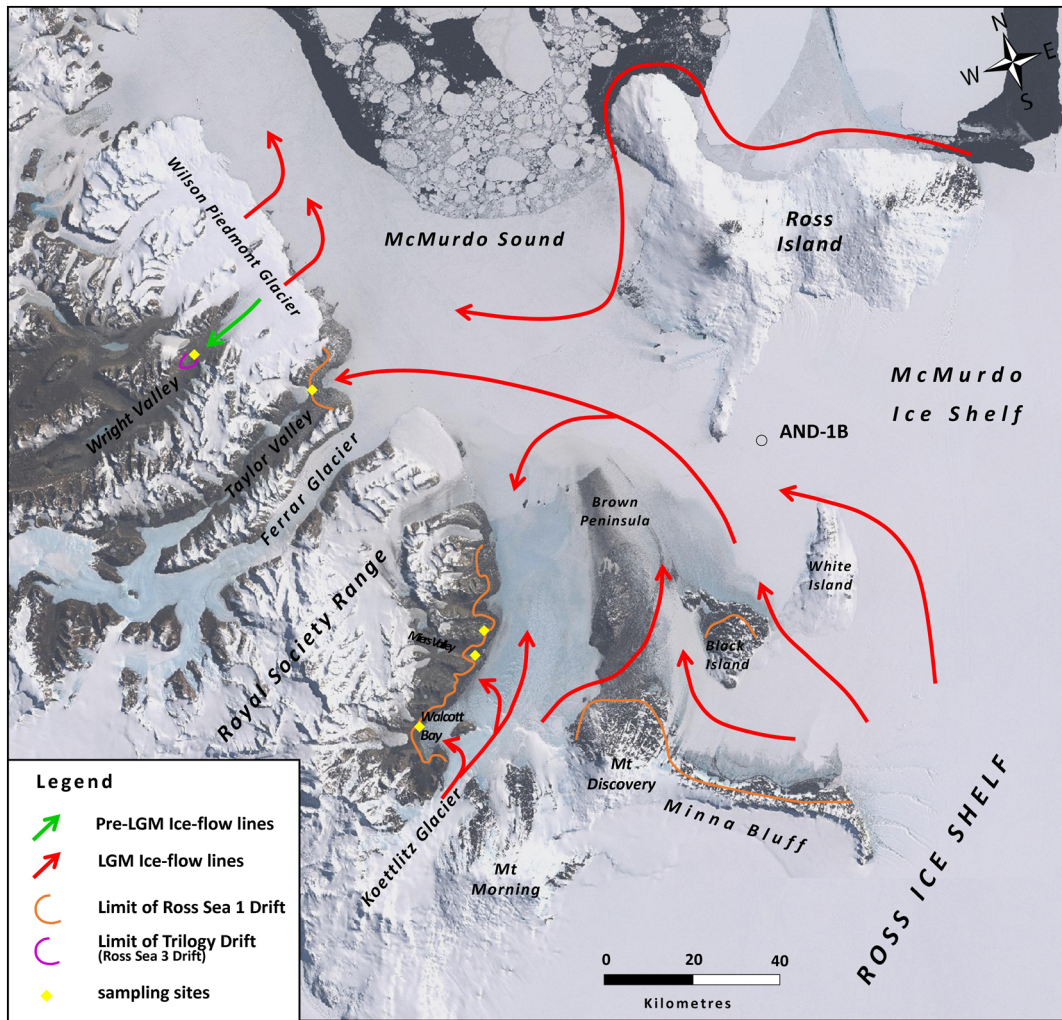 N
E
W
S
Wilson Piedmont Glacier
McMurdo Sound
Ross
Island
McMurdo
Ice Shelf
AND-1B
Wright Valley
Taylor Valley
Ferrar Glacier
Brown
Peninsula
White
Island
Royal Society Range
Miers Valley
Black
Island
Walcott
Bay
Mt
Discovery
Minna Bluff
Koettlitz Glacier
Mt
Morning
ROSS ICE SHELF
Legend
Pre-LGM Ice-flow lines
LGM Ice-flow lines
Limit of Ross Sea 1 Drift
Limit of Trilogy Drift
(Ross Sea 3 Drift)
sampling sites
0 20 40
Kilometres